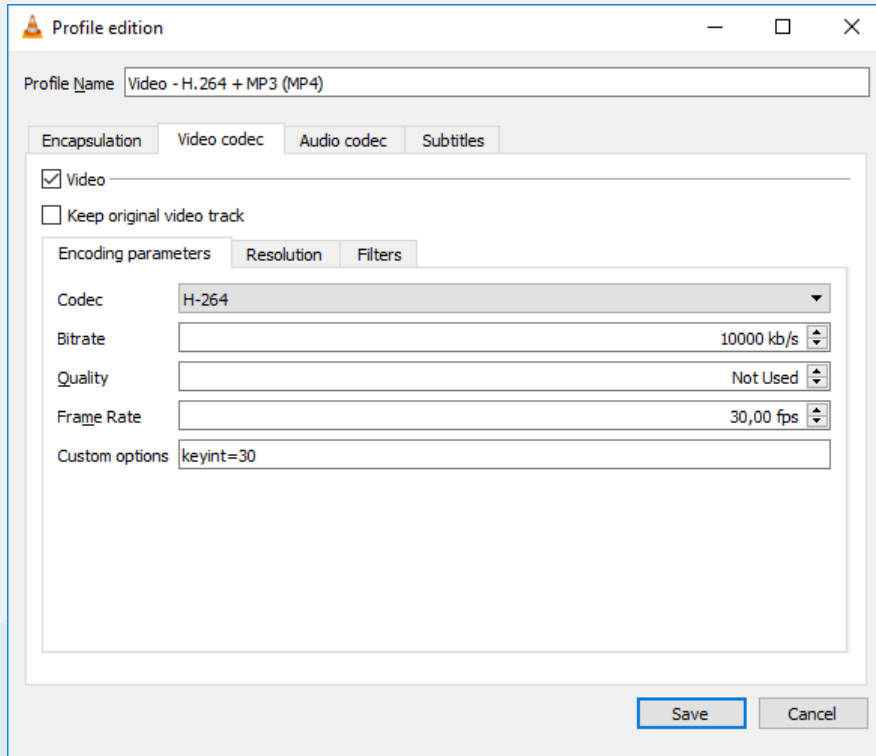 Profile edition
Profile Name Video - H.264 + MP3 (MP4)
Encapsulation Video codec Audio codec Subtitles
Video
Keep original video track
Encoding parameters Resolution Filters
Codec H-264
Bitrate 10000 kb/s
Quality Not Used
Frame Rate 30,00 fps
Custom options keyint=30
Save Cancel